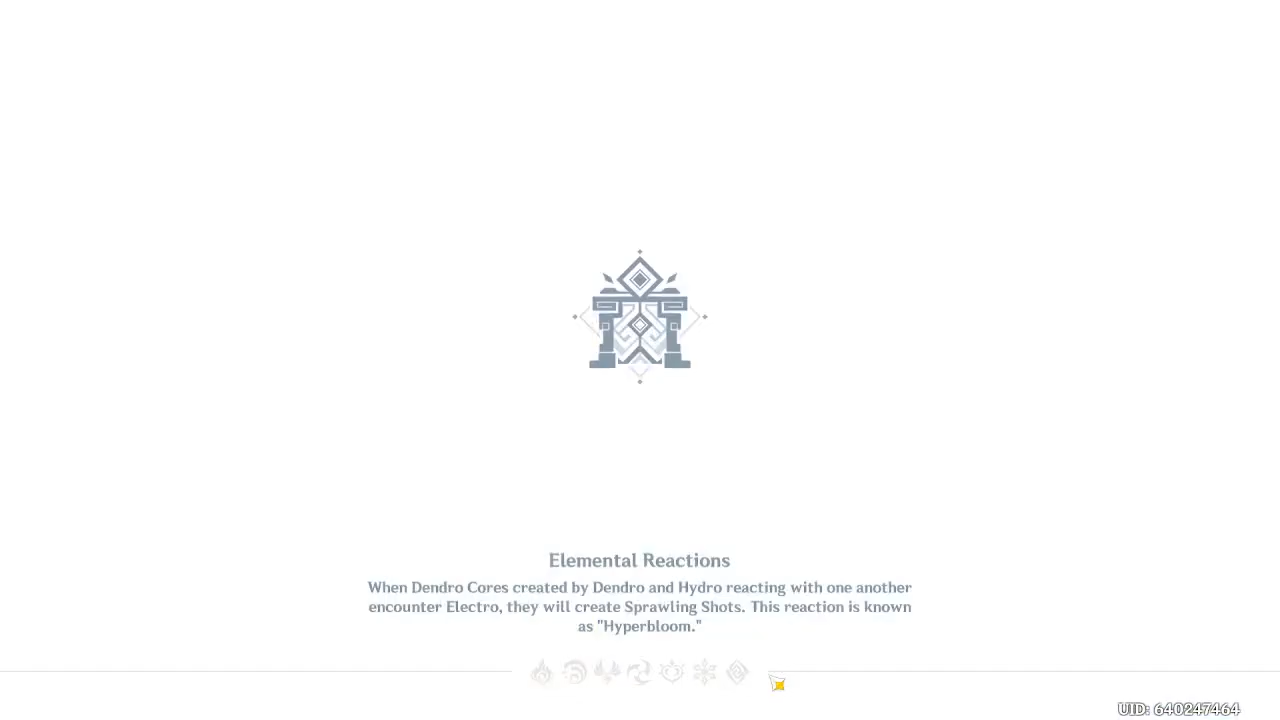 Elemental Reactions
When Dendro Cores created by Dendro and Hydro reacting with one another
encounter Electro, they will create Sprawling Shots. This reaction is known
as "Hyperbloom."
UID: 640247464